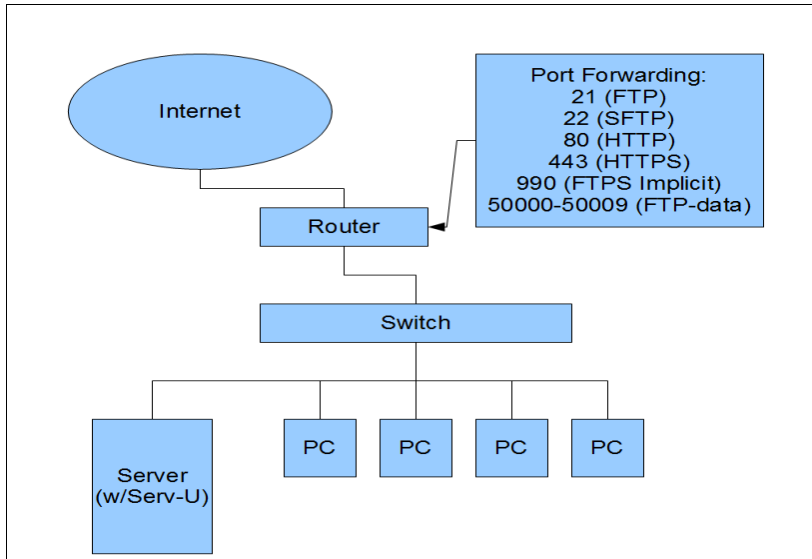 Internet
Port Forwarding:
21 (FTP)
22 (SFTP)
80 (HTTP)
443 (HTTPS)
990 (FTPS Implicit)
50000-50009 (FTP-data)
Router
Switch
Server
(w/Serv-U)
PC
PC
PC
PC